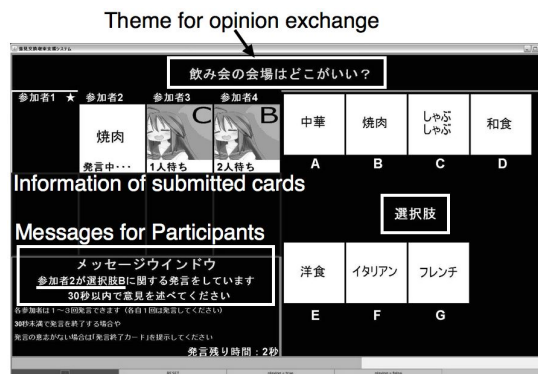 Theme for opinion exchange
意見交換積率支援システム
飲み会の会場はどこがいい？
参加者1 ★ 参加者2 参加者3 参加者4
焼肉
C
B
発言中･･･ 1人待ち 2人待ち
中華 焼肉 しゃぶしゃぶ 和食
A B C D
Information of submitted cards
選択肢
Messages for Participants
メッセージウインドウ
参加者2が選択肢Bに関する発言をしています
30秒以内で意見を述べてください
洋食 イタリアン フレンチ
E F G
各参加者は1～3回発言できます（各自1回は発言してください）
30秒未満で発言を終了する場合や
発言の意志がない場合は「発言終了カード」を提示してください
発言残り時間：2秒